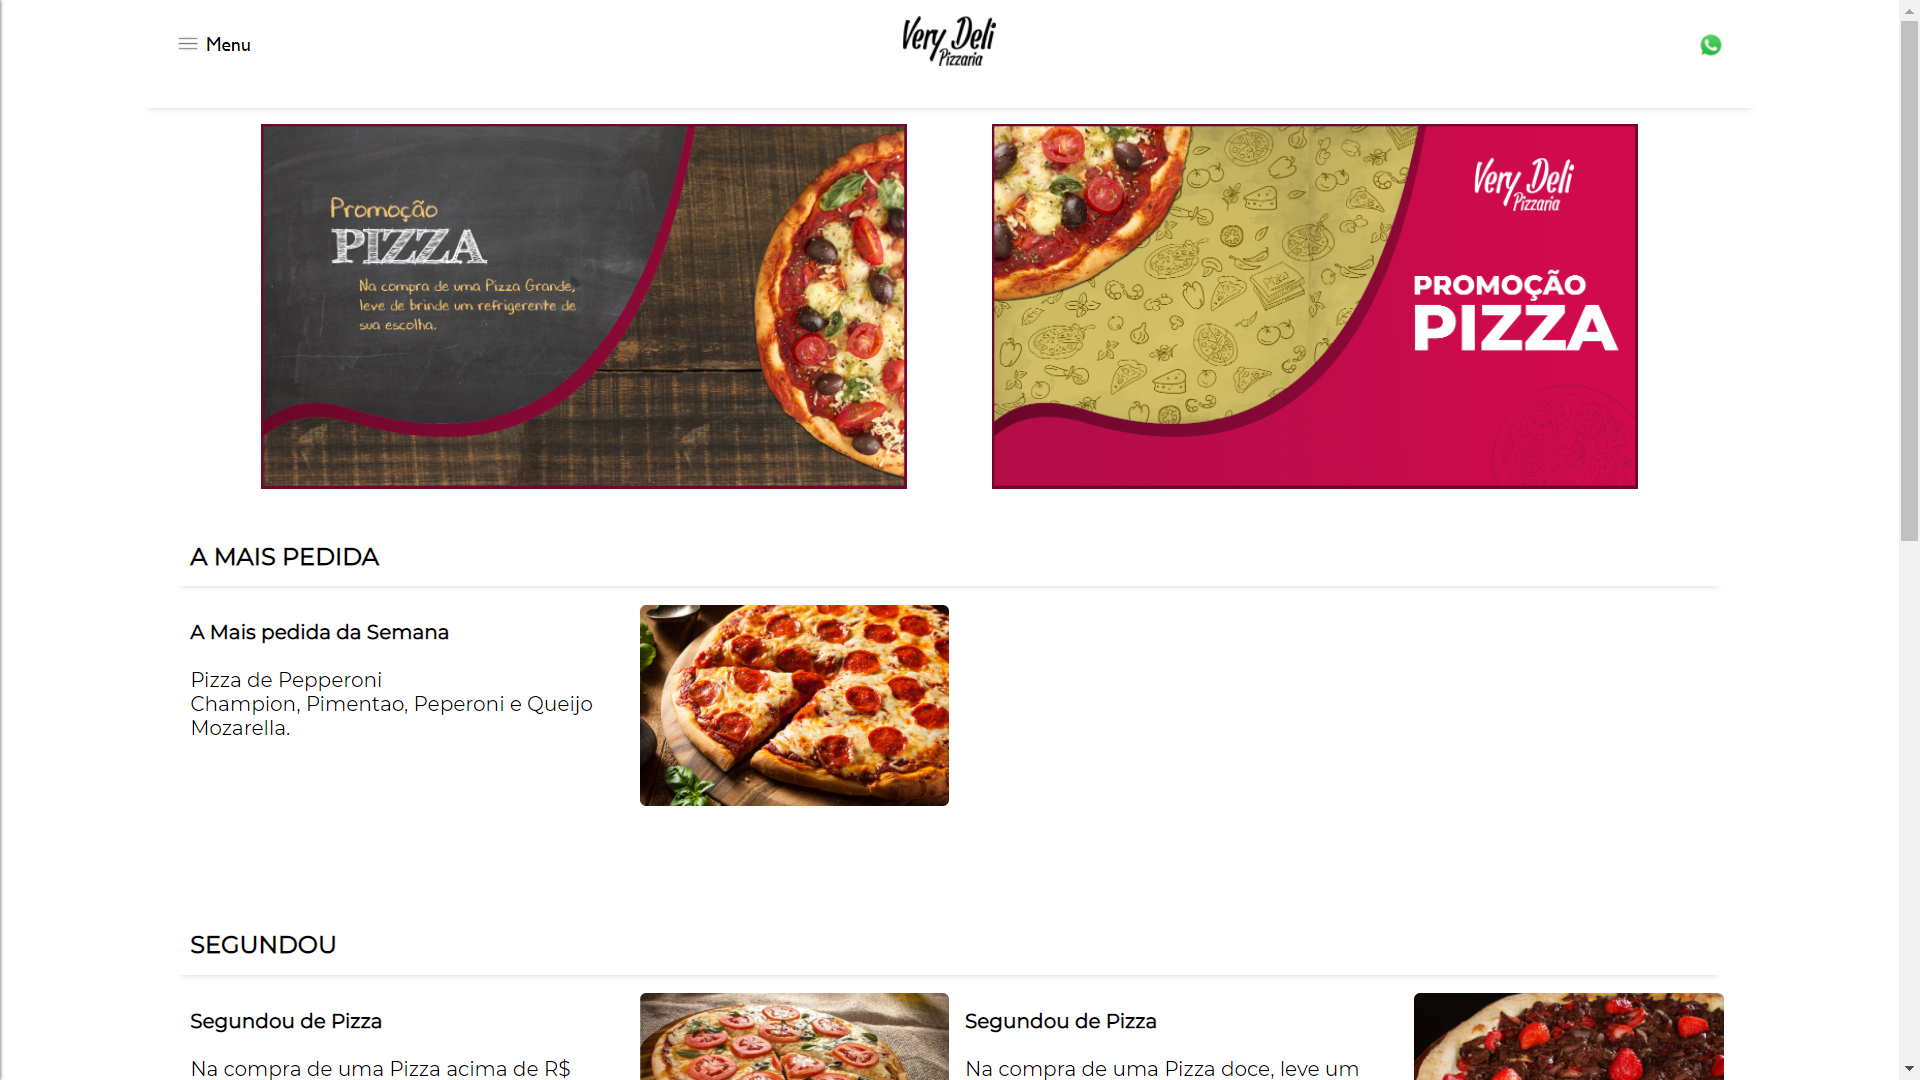 Menu
Very Deli
Pizzaria
Promoção
PIZZA
Na compra de uma Pizza Grande,
leve de brinde um refrigerente de
sua escolha.
Very Deli
Pizzaria
PROMOÇÃO
PIZZA
A MAIS PEDIDA
A Mais pedida da Semana
Pizza de Pepperoni
Champion, Pimentao, Peperoni e Queijo
Mozarella.
SEGUNDOU
Segundou de Pizza
Na compra de uma Pizza acima de R$
Segundou de Pizza
Na compra de uma Pizza doce, leve um